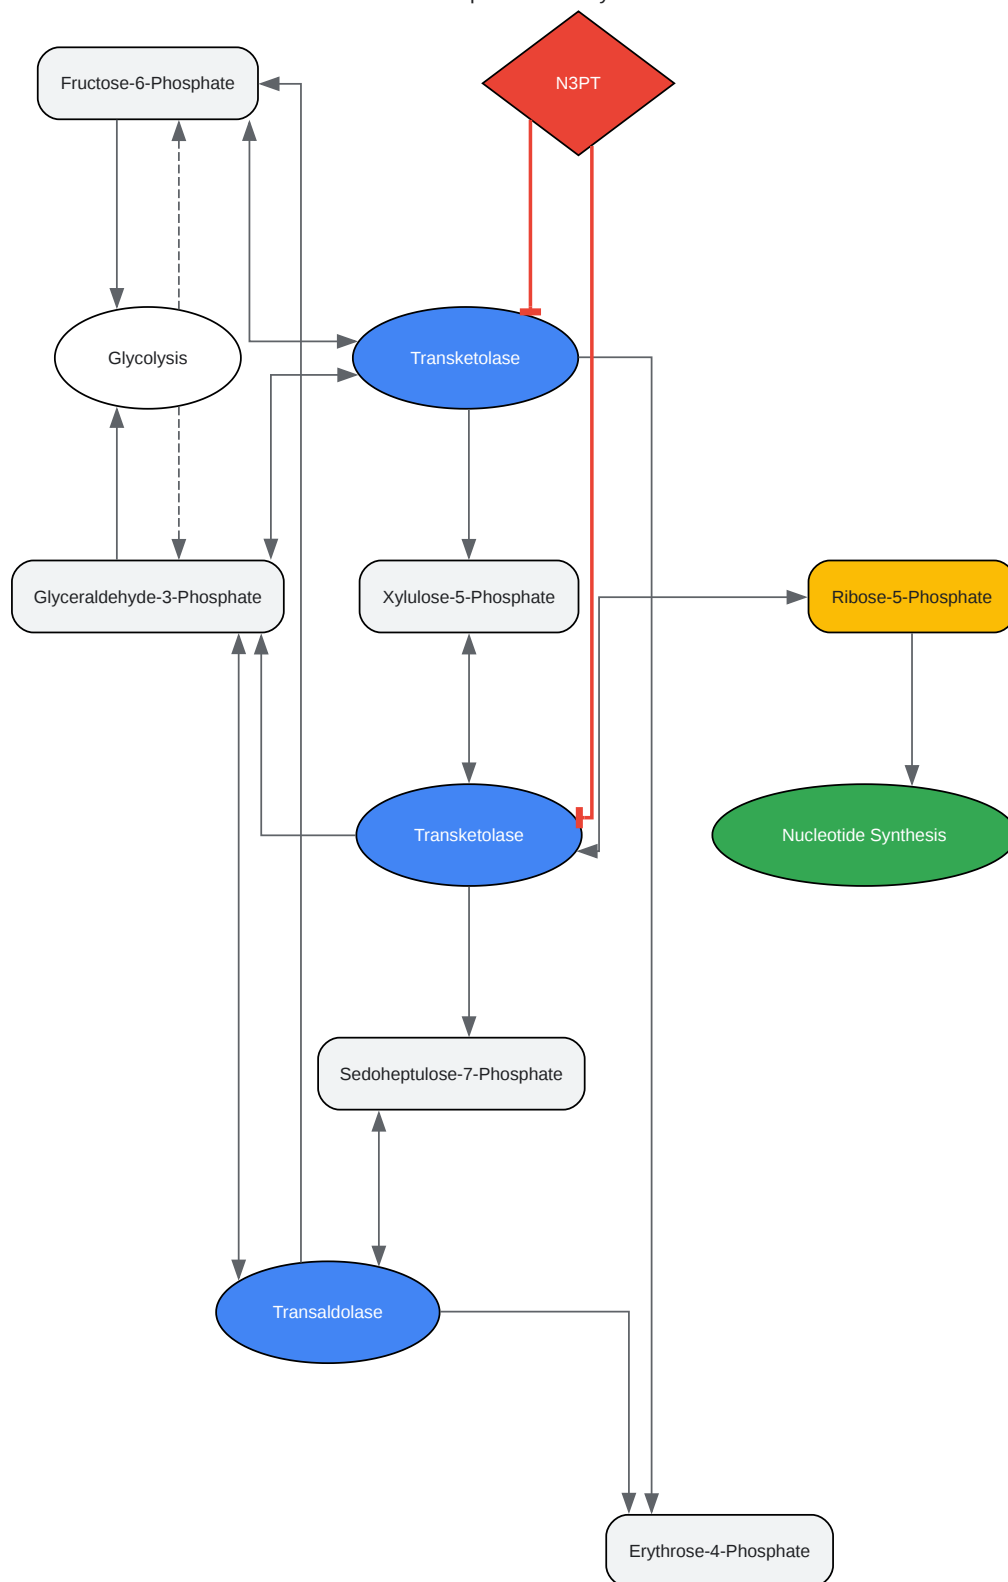 Fructose-6-Phosphate
N3PT
Glycolysis
Transketolase
Glyceraldehyde-3-Phosphate
Xylulose-5-Phosphate
Ribose-5-Phosphate
Transketolase
Nucleotide Synthesis
Sedoheptulose-7-Phosphate
Transaldolase
Erythrose-4-Phosphate